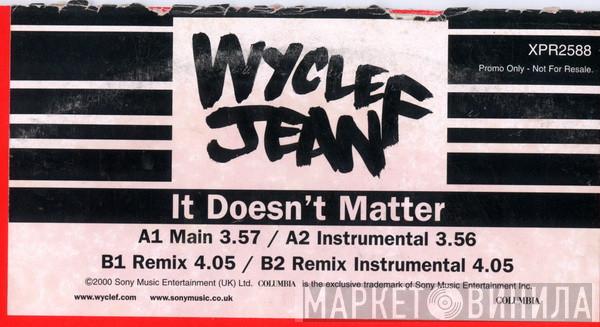 WYCLEF
JEAN
XPR2588
Promo Only - Not For Resale.
It Doesn't Matter
A1 Main 3.57 / A2 Instrumental 3.56
B1 Remix 4.05 / B2 Remix Instrumental 4.05
©2000 Sony Music Entertainment (UK) Ltd. COLUMBIA is the exclusive trademark of Sony Music Entertainment Inc.
www.wyclef.com www.sonymusic.co.uk COLUMBIA
МАРКЕТ ВИНИЛА